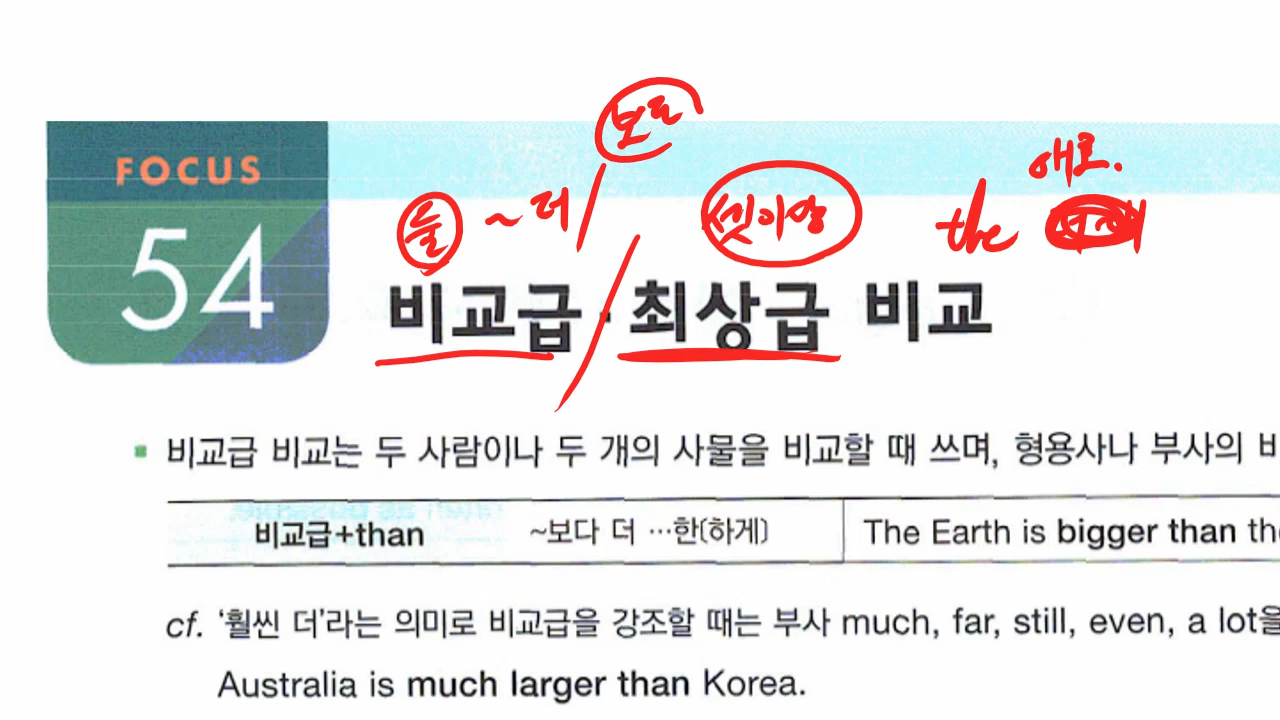 보도
애로.
FOCUS
둘 ~더
셋이상
the
54
비교급·최상급 비교
비교급 비교는 두 사람이나 두 개의 사물을 비교할 때 쓰며, 형용사나 부사의 비
비교급+than ~보다 더 …한(하게) The Earth is bigger than the
cf. ‘훨씬 더’라는 의미로 비교급을 강조할 때는 부사 much, far, still, even, a lot을
Australia is much larger than Korea.